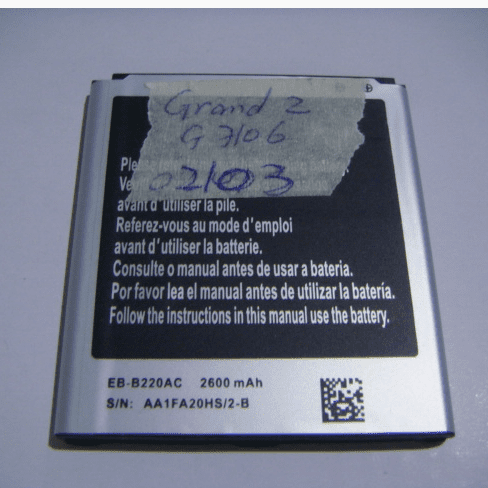 B
Grand 2
G 7106
02/03
avant d'utiliser la pile.
Referez-vous au mode d'emploi
avant d'utiliser la batterie.
Consulte o manual antes de usar a bateria.
Por favor lea el manual antes de utilizar la batería.
Follow the instructions in this manual use the battery.
EB-B220AC 2600 mAh
S/N: AA1FA20HS/2-B